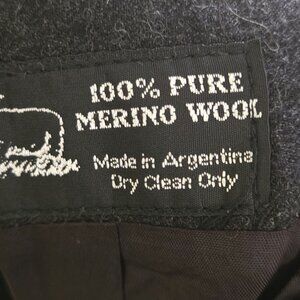 100% PURE
MERINO WOOL
Made in Argentina
Dry Clean Only